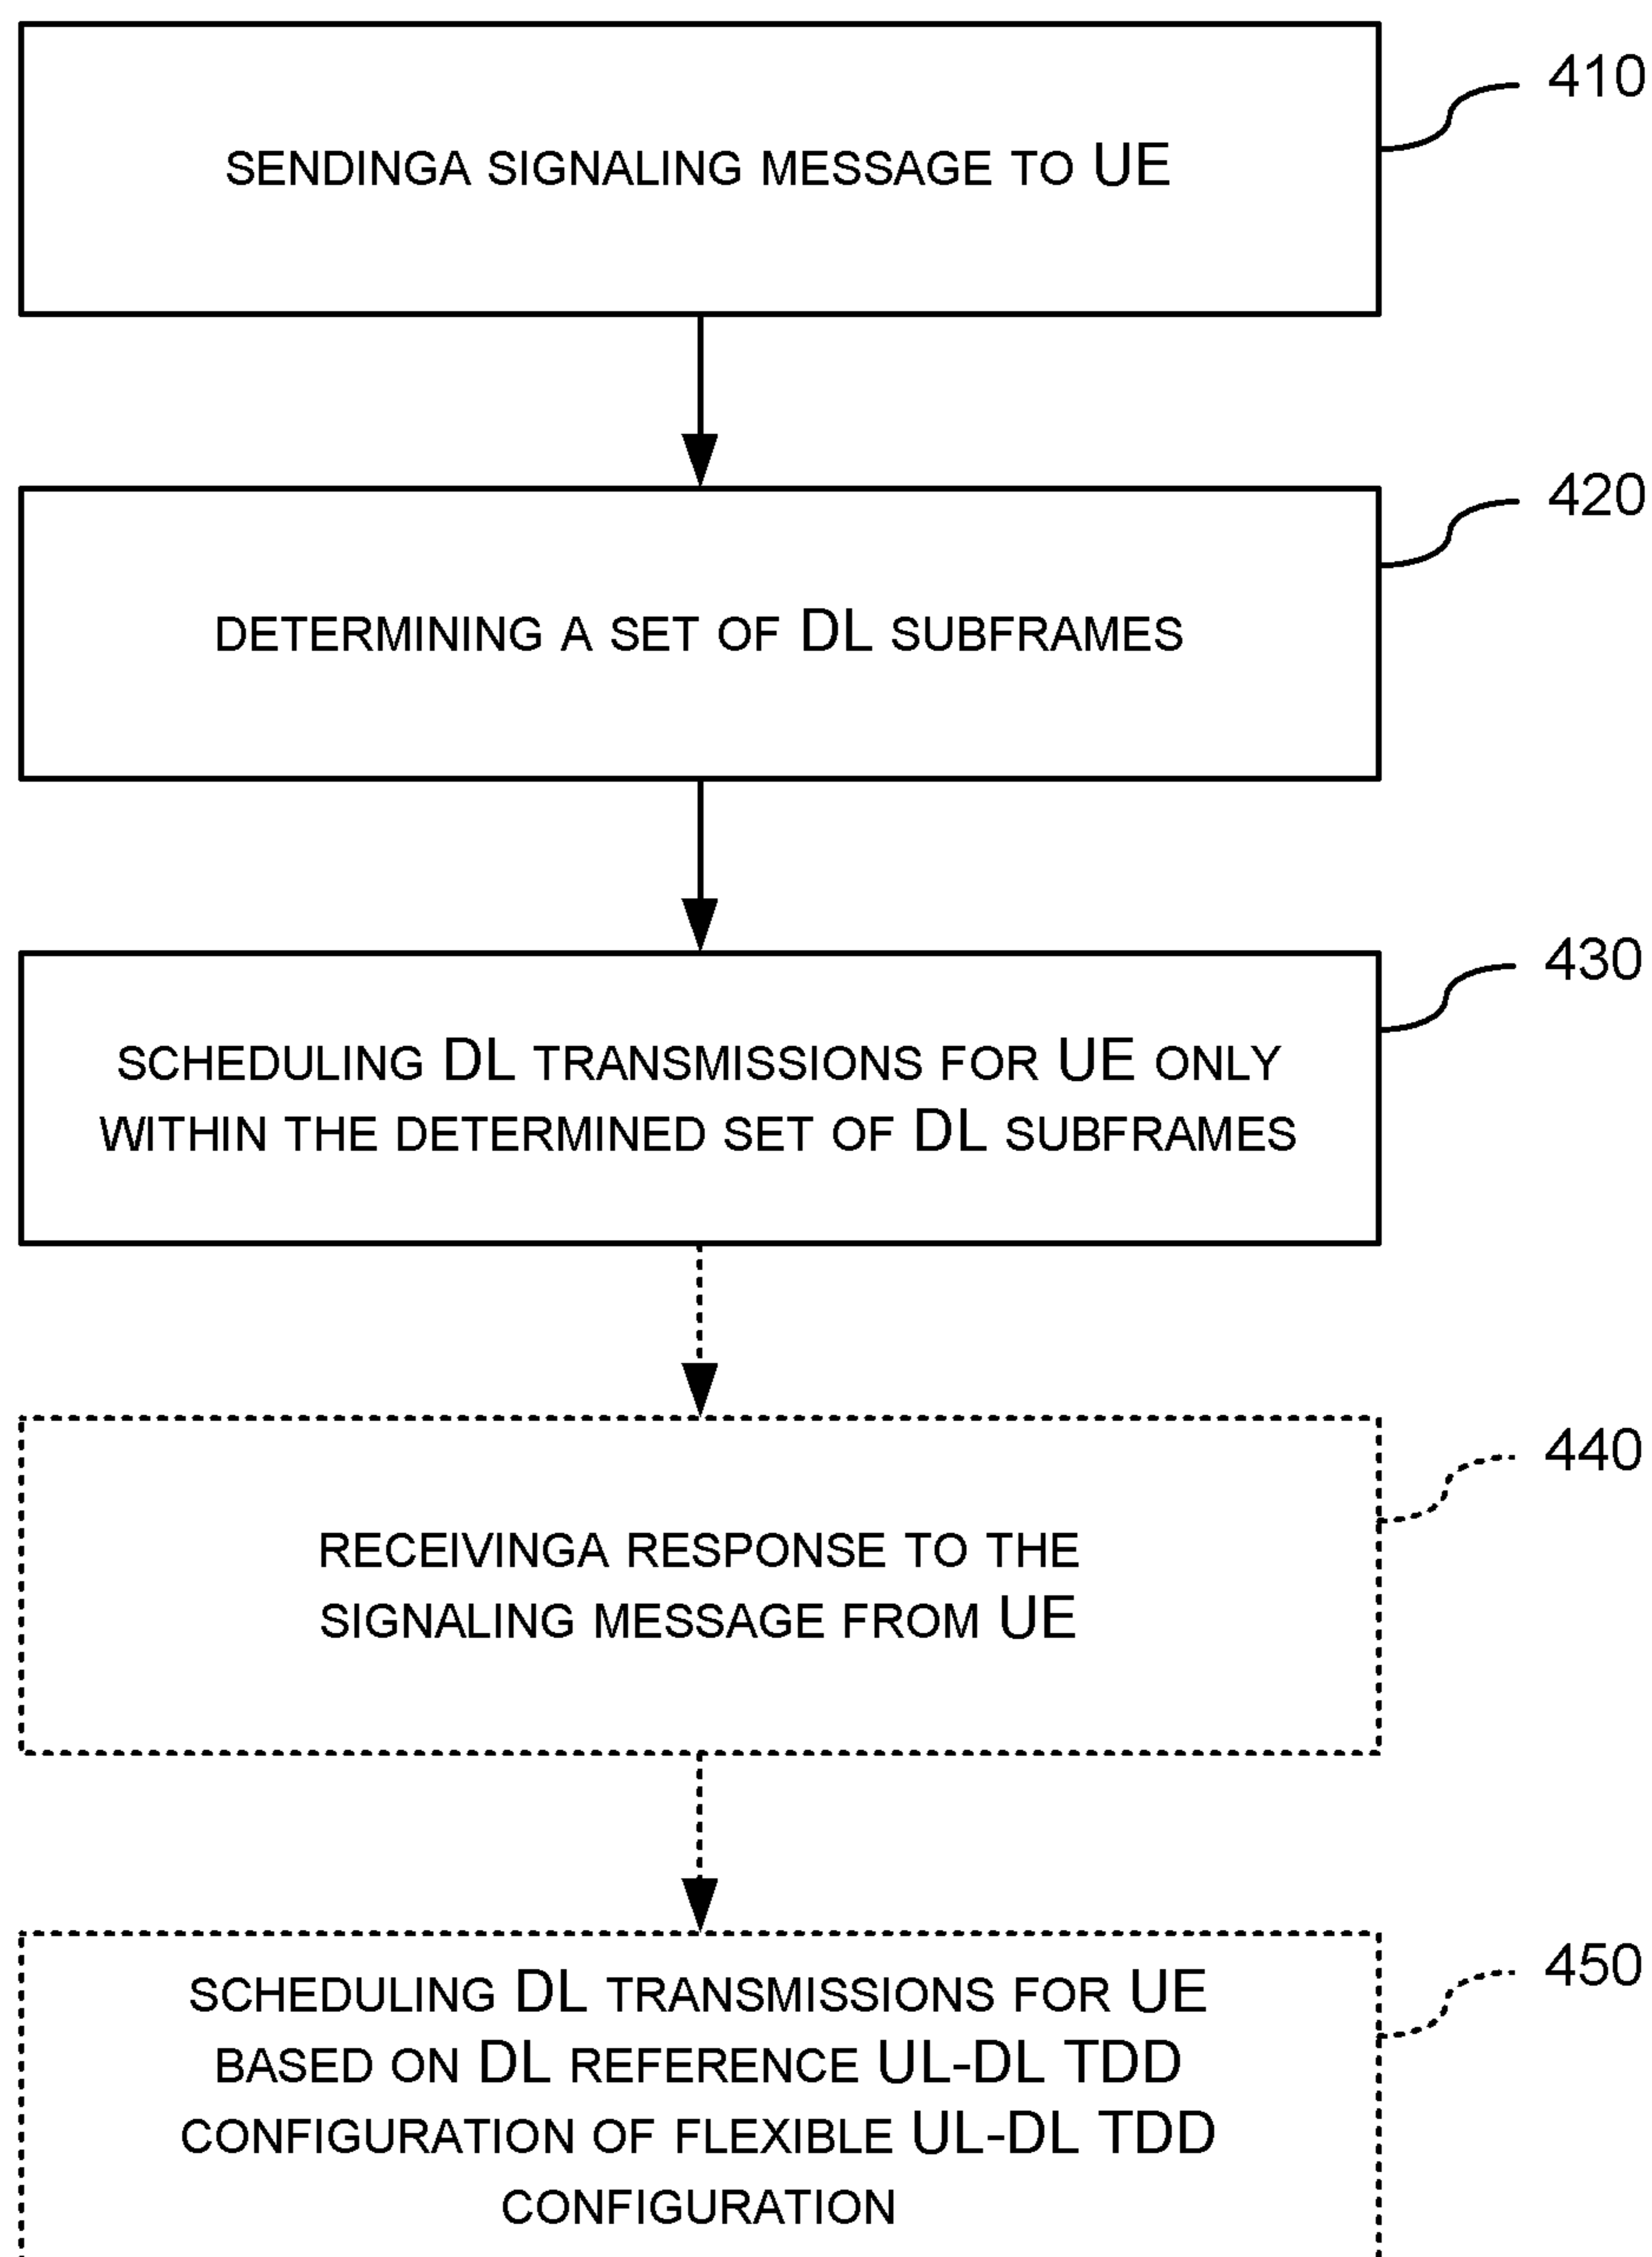 410
SENDINGA SIGNALING MESSAGE TO UE
420
DETERMINING A SET OF DL SUBFRAMES
430
SCHEDULING DL TRANSMISSIONS FOR UE ONLY
WITHIN THE DETERMINED SET OF DL SUBFRAMES
440
RECEIVINGA RESPONSE TO THE
SIGNALING MESSAGE FROM UE
450
SCHEDULING DL TRANSMISSIONS FOR UE
BASED ON DL REFERENCE UL-DL TDD
CONFIGURATION OF FLEXIBLE UL-DL TDD
CONFIGURATION